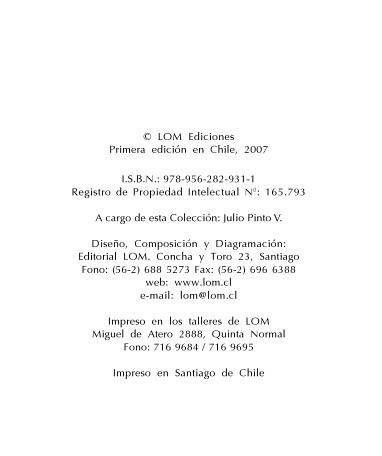 © LOM Ediciones
Primera edición en Chile, 2007
I.S.B.N.: 978-956-282-931-1
Registro de Propiedad Intelectual Nº: 165.793
A cargo de esta Colección: Julio Pinto V.
Diseño, Composición y Diagramación:
Editorial LOM. Concha y Toro 23, Santiago
Fono: (56-2) 688 5273 Fax: (56-2) 696 6388
web: www.lom.cl
e-mail: lom@lom.cl
Impreso en los talleres de LOM
Miguel de Atero 2888, Quinta Normal
Fono: 716 9684 / 716 9695
Impreso en Santiago de Chile